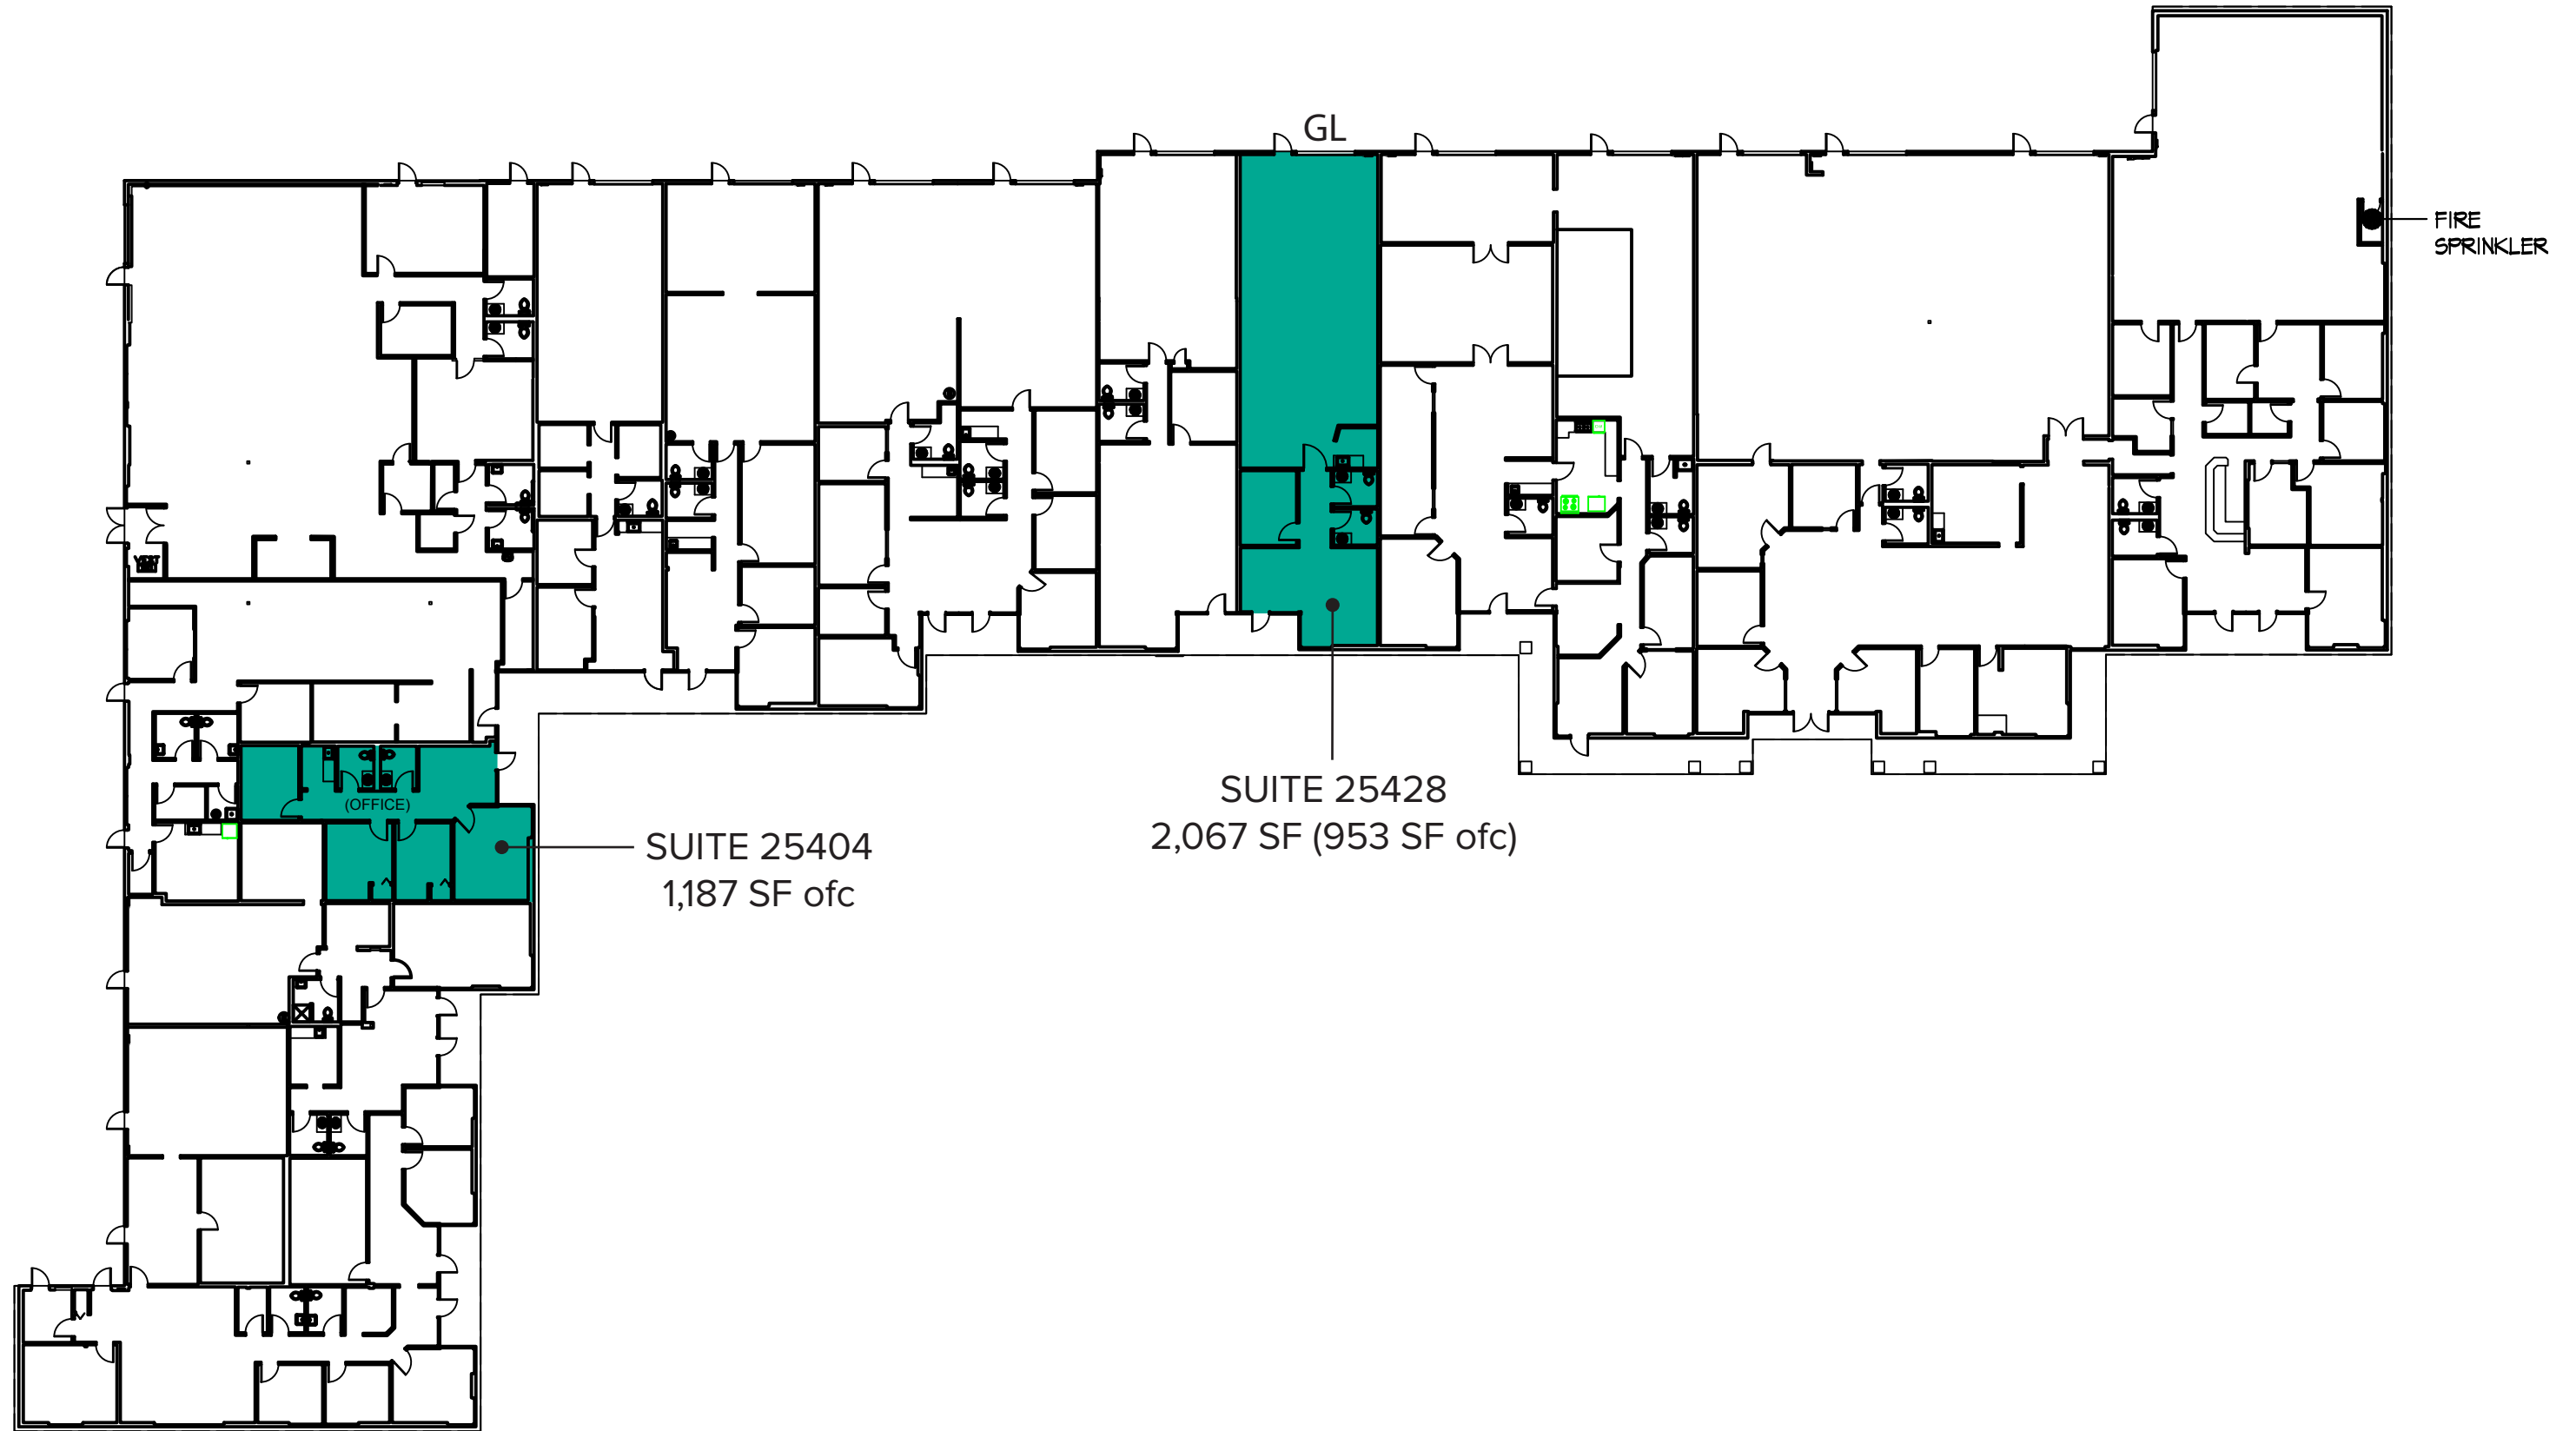 GL
FIRE
SPRINKLER
(OFFICE)
SUITE 25404
1,187 SF ofc
SUITE 25428
2,067 SF (953 SF ofc)